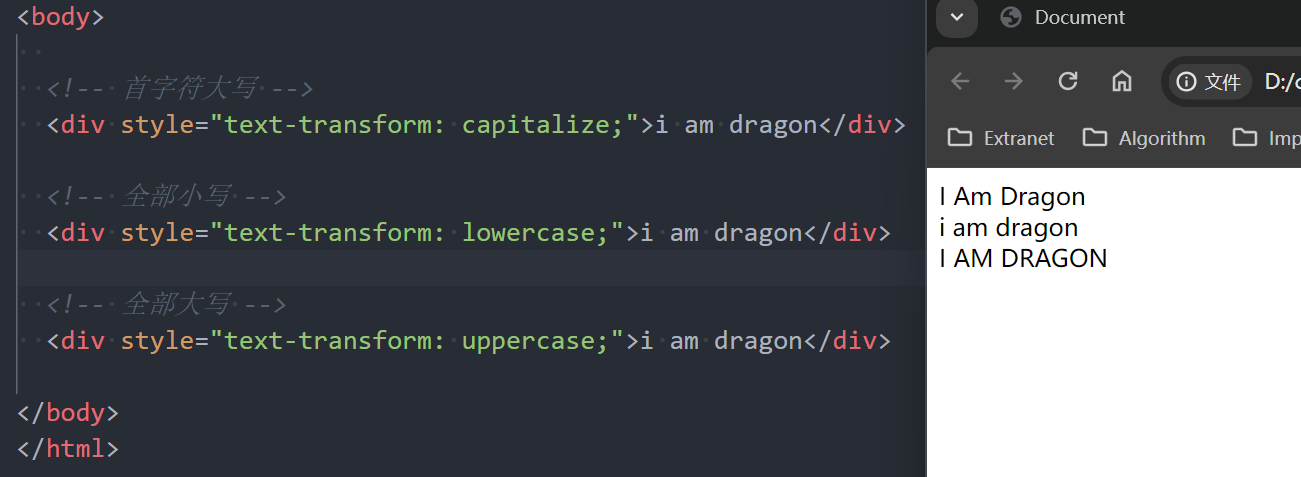 <body>
<!-- 首字符大写 -->
<div style="text-transform: capitalize;">i am dragon</div>
<!-- 全部小写 -->
<div style="text-transform: lowercase;">i am dragon</div>
<!-- 全部大写 -->
<div style="text-transform: uppercase;">i am dragon</div>
</body>
</html>
Document
文件 D:/
Extranet Algorithm Imp
I Am Dragon
i am dragon
I AM DRAGON